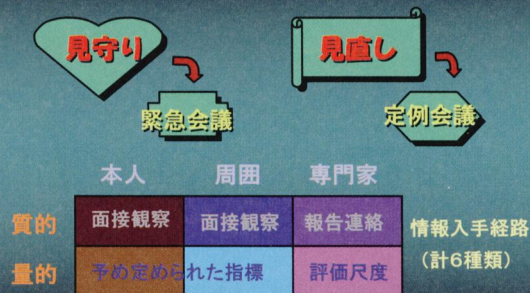 見守り 見直し
緊急会議 定例会議
本人 周囲 専門家
質的 面接観察 面接観察 報告連絡 情報入手経路
(計6種類)
量的 予め定められた指標 評価尺度